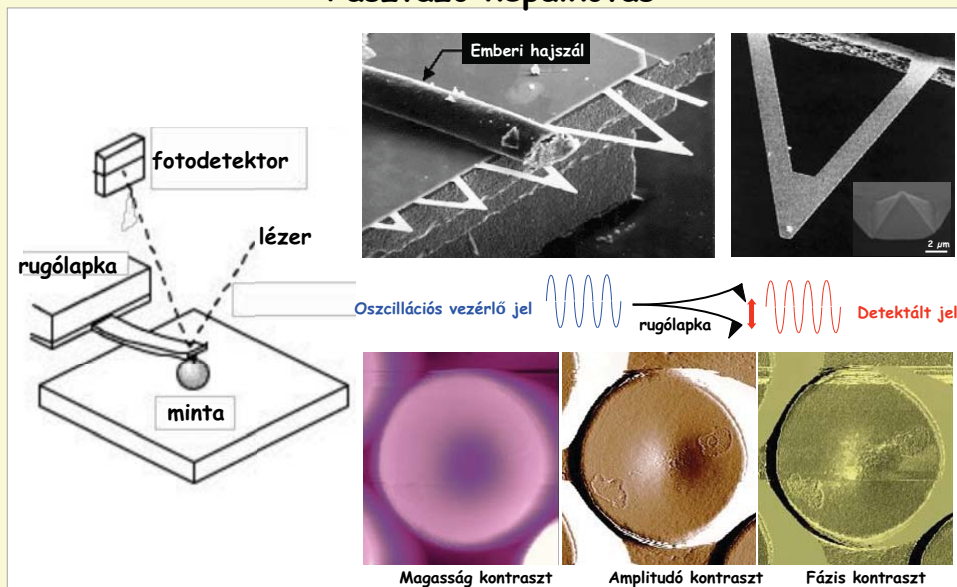 Emberi hajszál
fotodetektor
lézer
rugólapka
minta
2 µm
Oszcillációs vezérlő jel
rugólapka
Detektált jel
Magasság kontraszt
Amplitudó kontraszt
Fázis kontraszt